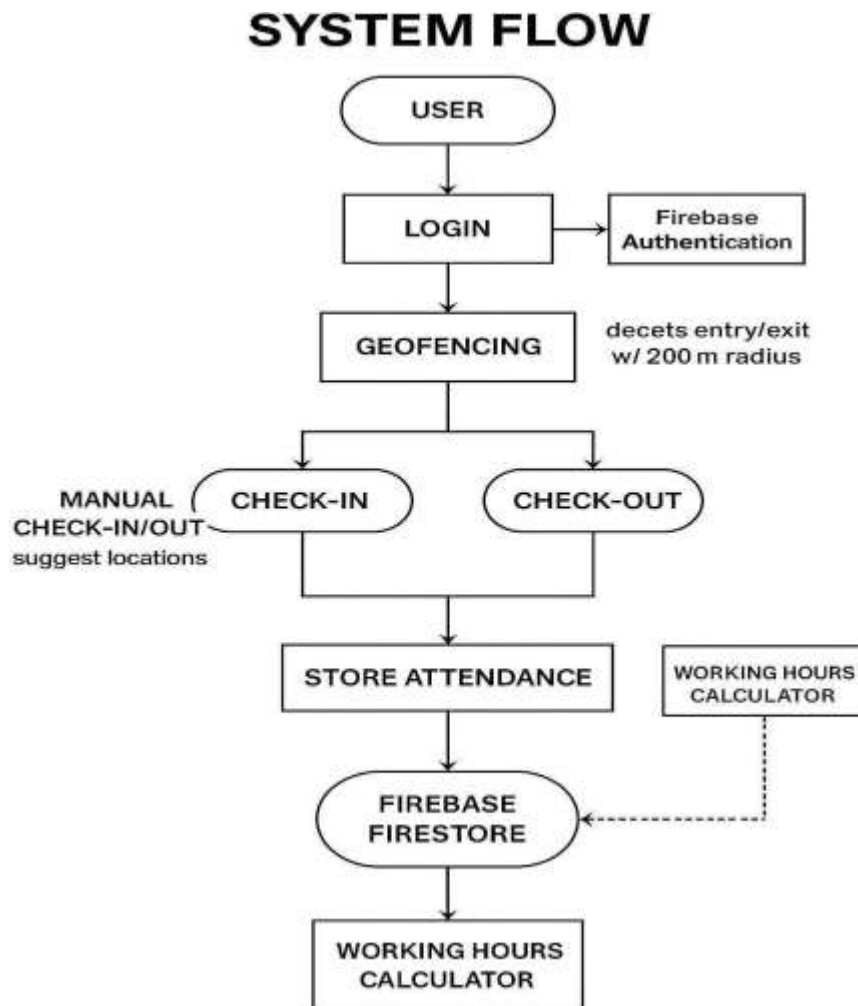 SYSTEM FLOW
USER
LOGIN
Firebase
Authentication
GEOFENCING
decets entry/exit
w/ 200 m radius
MANUAL
CHECK-IN/OUT
suggest locations
CHECK-IN
CHECK-OUT
STORE ATTENDANCE
WORKING HOURS
CALCULATOR
FIREBASE
FIRESTORE
WORKING HOURS
CALCULATOR